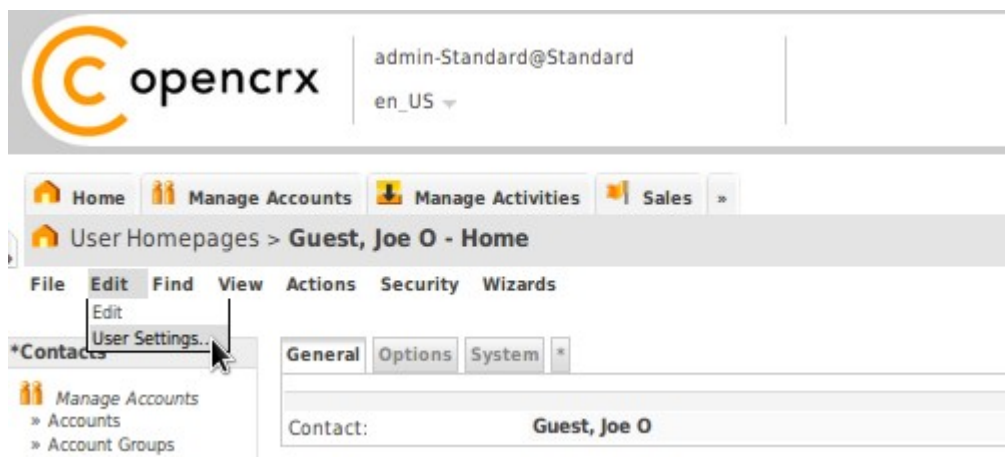 opencrx
admin-Standard@Standard
en_US
Home Manage Accounts Manage Activities Sales »
User Homepages > Guest, Joe O - Home
File Edit Find View Actions Security Wizards
Edit
User Settings...
*Contacts
General Options System *
Manage Accounts
» Accounts
» Account Groups
Contact: Guest, Joe O